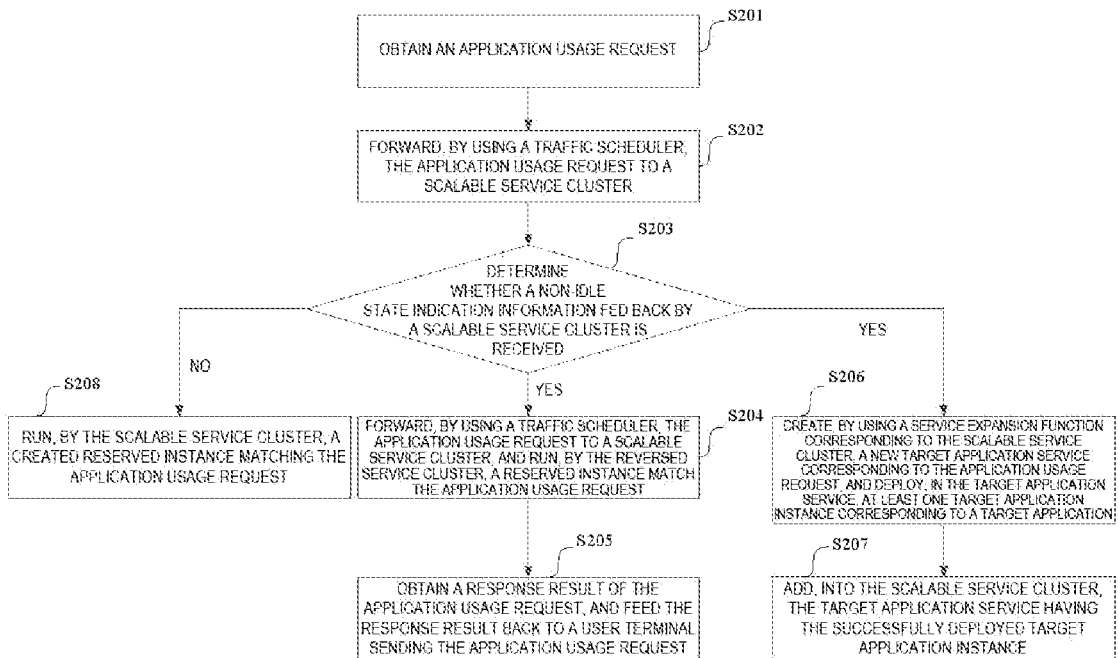 S201
OBTAIN AN APPLICATION USAGE REQUEST
S202
FORWARD, BY USING A TRAFFIC SCHEDULER,
THE APPLICATION USAGE REQUEST TO A
SCALABLE SERVICE CLUSTER
S203
DETERMINE
WHETHER A NON-IDLE
STATE INDICATION INFORMATION FED BACK BY
A SCALABLE SERVICE CLUSTER IS
RECEIVED
NO
YES
YES
S208
RUN, BY THE SCALABLE SERVICE CLUSTER, A
CREATED RESERVED INSTANCE MATCHING THE
APPLICATION USAGE REQUEST
S204
FORWARD, BY USING A TRAFFIC SCHEDULER, THE
APPLICATION USAGE REQUEST TO A SCALABLE
SERVICE CLUSTER, AND RUN, BY THE REVERSED
SERVICE CLUSTER, A RESERVED INSTANCE MATCH
THE APPLICATION USAGE REQUEST
S206
CREATE, BY USING A SERVICE EXPANSION FUNCTION
CORRESPONDING TO THE SCALABLE SERVICE
CLUSTER, A NEW TARGET APPLICATION SERVICE
CORRESPONDING TO THE APPLICATION USAGE
REQUEST, AND DEPLOY, IN THE TARGET APPLICATION
SERVICE, AT LEAST ONE TARGET APPLICATION
INSTANCE CORRESPONDING TO A TARGET APPLICATION
S205
OBTAIN A RESPONSE RESULT OF THE
APPLICATION USAGE REQUEST, AND FEED THE
RESPONSE RESULT BACK TO A USER TERMINAL
SENDING THE APPLICATION USAGE REQUEST
S207
ADD, INTO THE SCALABLE SERVICE CLUSTER,
THE TARGET APPLICATION SERVICE HAVING
THE SUCCESSFULLY DEPLOYED TARGET
APPLICATION INSTANCE